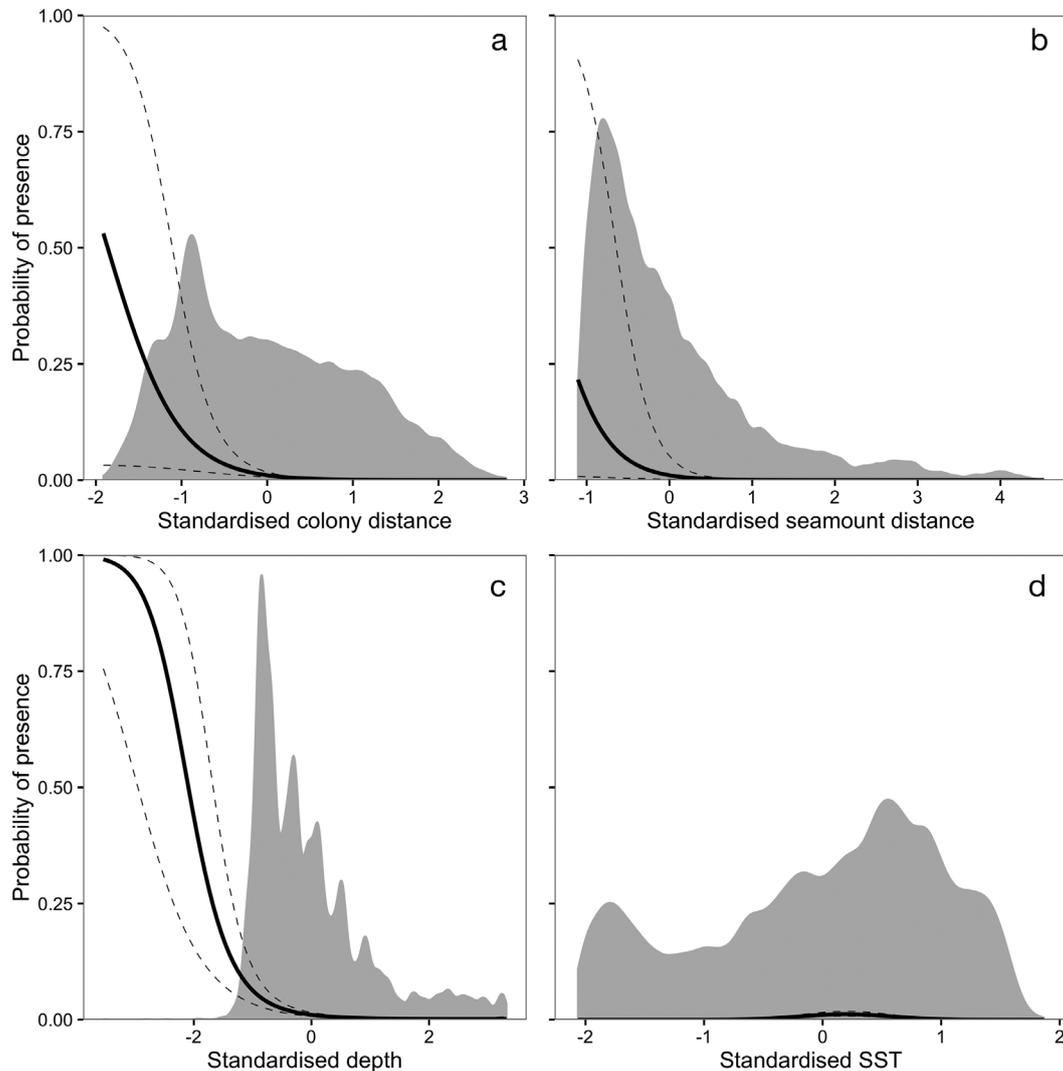 1.00
0.75
0.50
0.25
0.00
Probability of presence
a
-2 -1 0 1 2 3
Standardised colony distance
b
-1 0 1 2 3 4
Standardised seamount distance
1.00
0.75
0.50
0.25
0.00
Probability of presence
c
-2 0 2
Standardised depth
d
-2 -1 0 1 2
Standardised SST